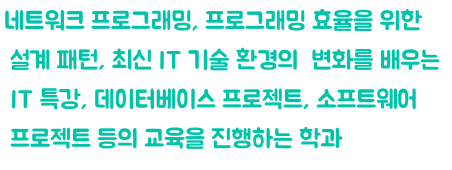 네트워크 프로그래밍, 프로그래밍 효율을 위한
설계 패턴, 최신 IT 기술 환경의 변화를 배우는
IT 특강, 데이터베이스 프로젝트, 소프트웨어
프로젝트 등의 교육을 진행하는 학과